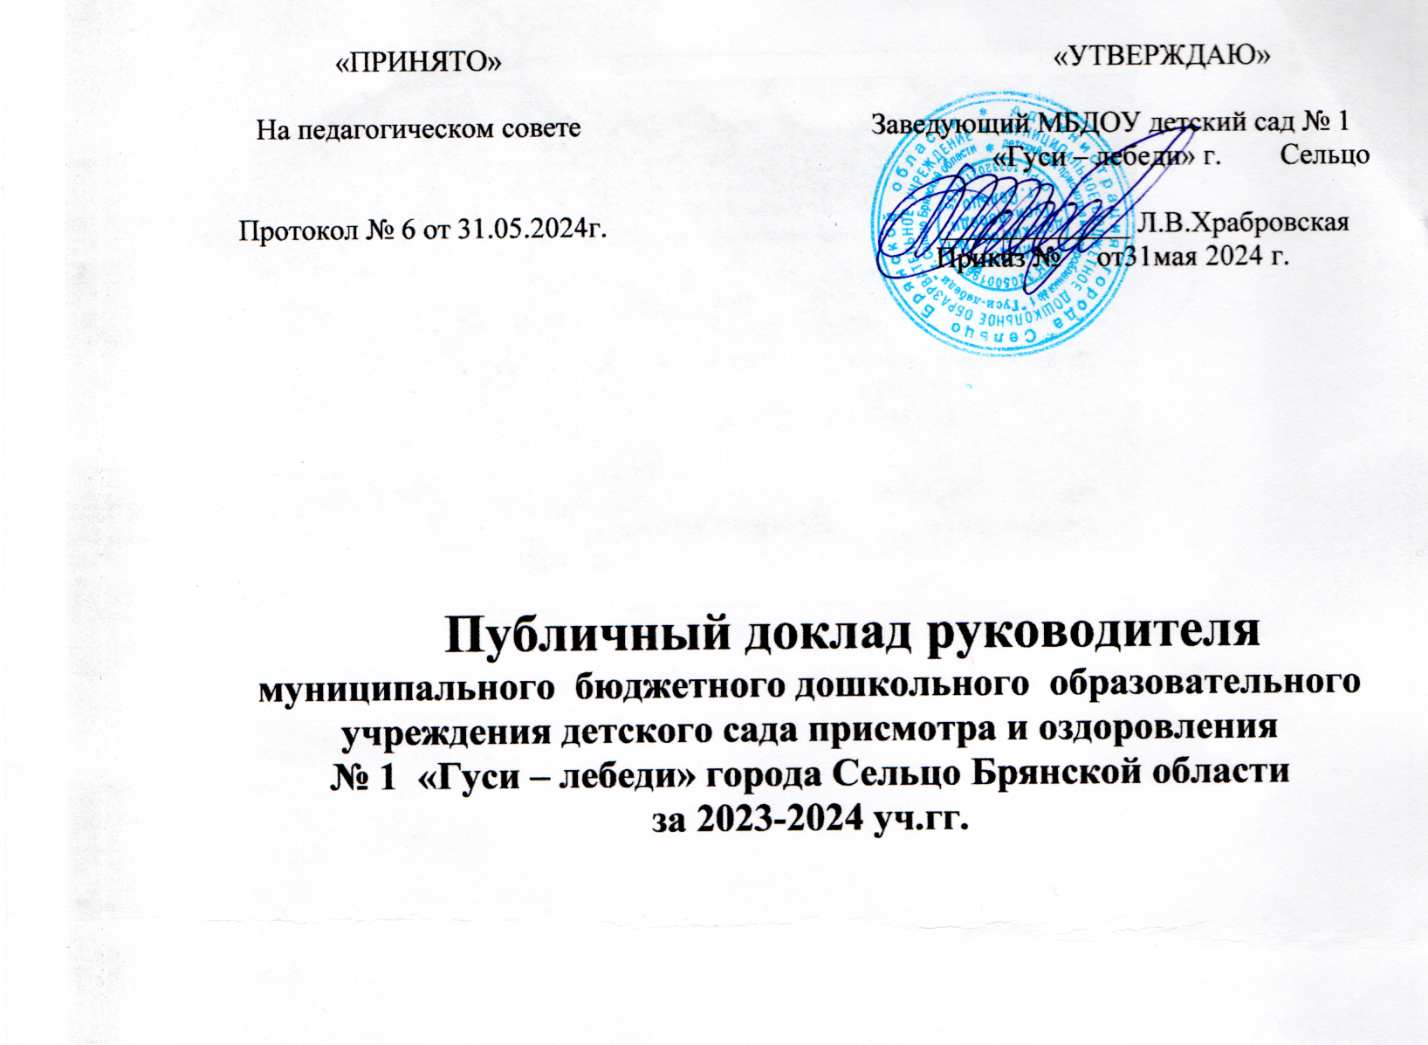 «ПРИНЯТО»
На педагогическом совете
Протокол № 6 от 31.05.2024г.
«УТВЕРЖДАЮ»
Заведующий МБДОУ детский сад № 1
«Гуси – лебеди» г. Сельцо
Л.В.Храбровская
Приказ № от31мая 2024 г.
Публичный доклад руководителя
муниципального бюджетного дошкольного образовательного
учреждения детского сада присмотра и оздоровления
№ 1 «Гуси – лебеди» города Сельцо Брянской области
за 2023-2024 уч.гг.